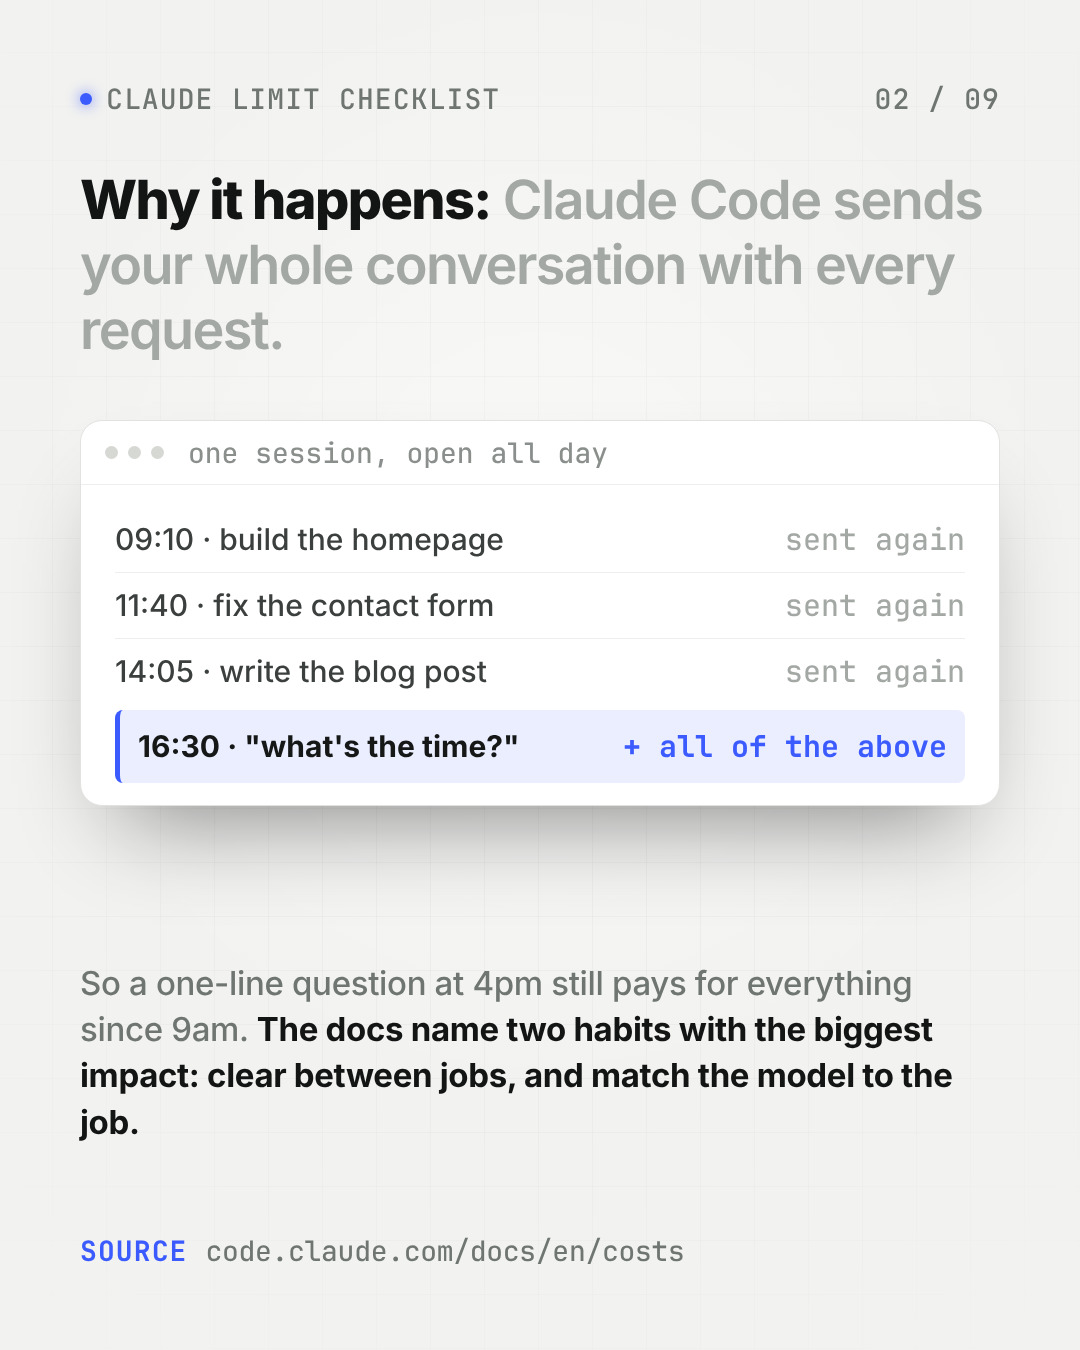 CLAUDE LIMIT CHECKLIST
02 / 09
Why it happens: Claude Code sends
your whole conversation with every
request.
one session, open all day
09:10 · build the homepage sent again
11:40 · fix the contact form sent again
14:05 · write the blog post sent again
16:30 · "what's the time?" + all of the above
So a one-line question at 4pm still pays for everything
since 9am. The docs name two habits with the biggest
impact: clear between jobs, and match the model to the
job.
SOURCE code.claude.com/docs/en/costs